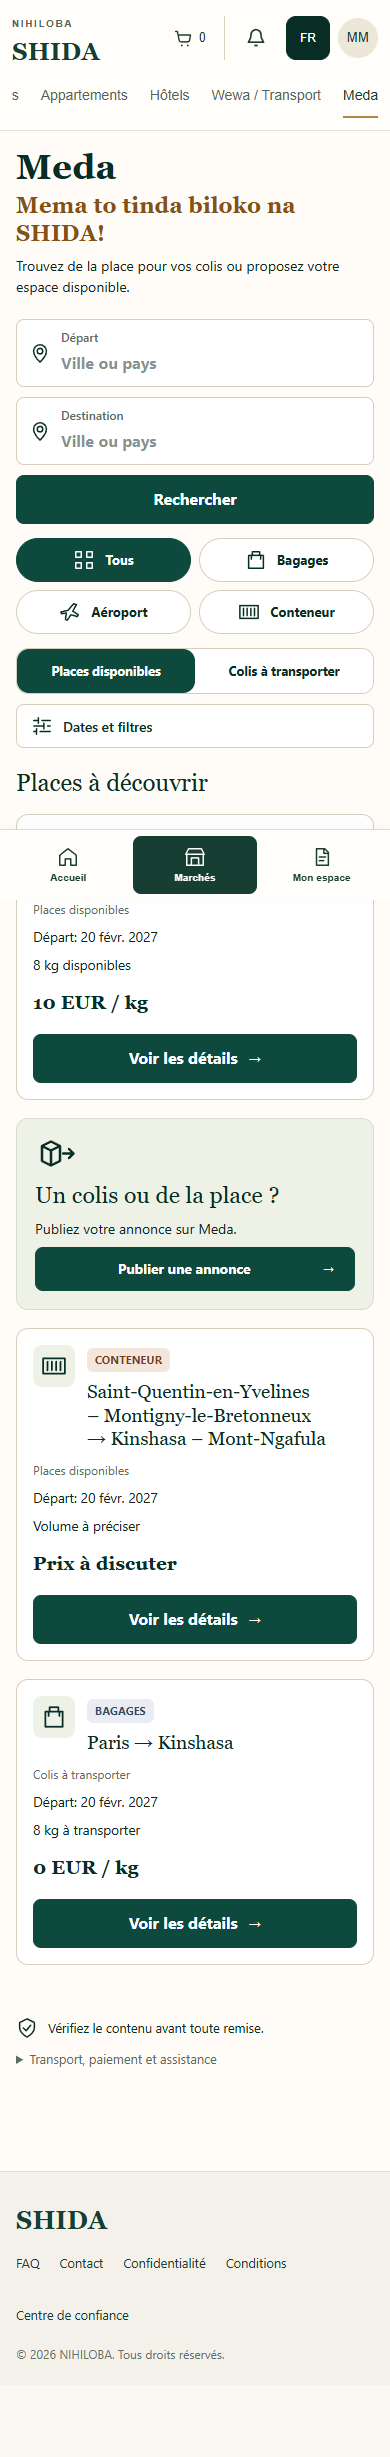 NIHILOBA
SHIDA
0
FR
MM
s Appartements Hôtels Wewa / Transport Meda
Meda
Mema to tinda biloko na
SHIDA!
Trouvez de la place pour vos colis ou proposez votre
espace disponible.
Départ
Ville ou pays
Destination
Ville ou pays
Rechercher
Tous
Bagages
Aéroport
Conteneur
Places disponibles
Colis à transporter
Dates et filtres
Places à découvrir
Accueil
Marchés
Mon espace
Places disponibles
Départ: 20 févr. 2027
8 kg disponibles
10 EUR / kg
Voir les détails →
Un colis ou de la place ?
Publiez votre annonce sur Meda.
Publier une annonce →
CONTENEUR
Saint-Quentin-en-Yvelines
– Montigny-le-Bretonneux
→ Kinshasa – Mont-Ngafula
Places disponibles
Départ: 20 févr. 2027
Volume à préciser
Prix à discuter
Voir les détails →
BAGAGES
Paris → Kinshasa
Colis à transporter
Départ: 20 févr. 2027
8 kg à transporter
0 EUR / kg
Voir les détails →
Vérifiez le contenu avant toute remise.
▶ Transport, paiement et assistance
SHIDA
FAQ Contact Confidentialité Conditions
Centre de confiance
© 2026 NIHILOBA. Tous droits réservés.